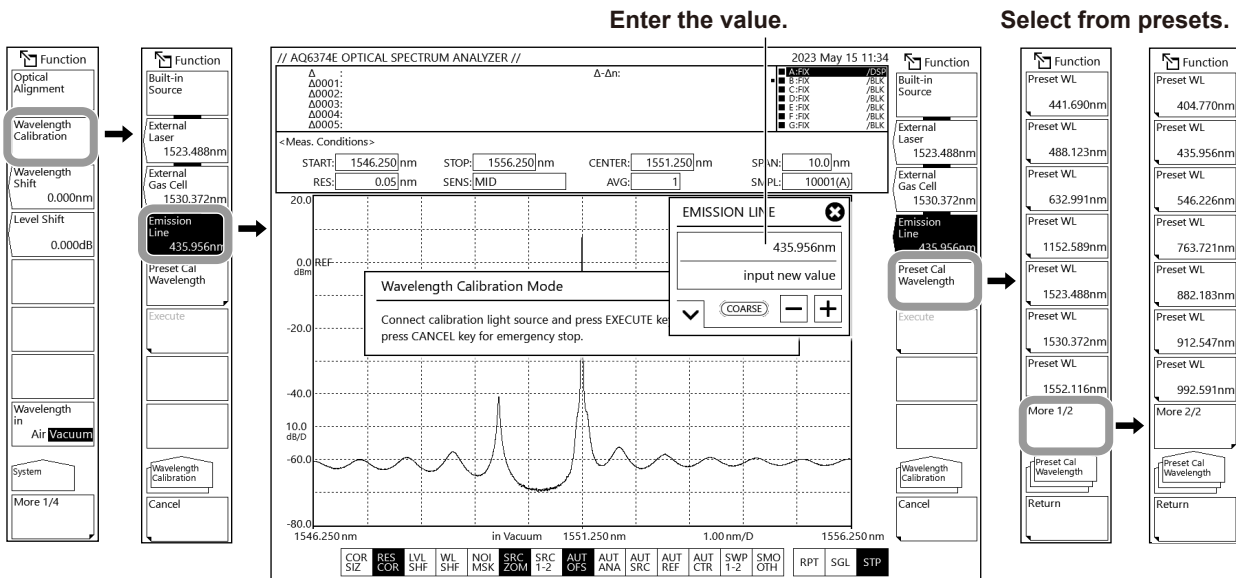 Enter the value.
Select from presets.
Function
Optical
Alignment
Wavelength
Calibration
Wavelength
Shift
0.000nm
Level Shift
0.000dB
Wavelength
in
Air Vacuum
System
More 1/4
Function
Built-in
Source
External
Laser
1523.488nm
External
Gas Cell
1530.372nm
Emission
Line
435.956nm
Preset Cal
Wavelength
Execute
Wavelength
Calibration
Cancel
// AQ6374E OPTICAL SPECTRUM ANALYZER //
2023 May 15 11:34
Δ :
Δ0001:
Δ0002:
Δ0003:
Δ0004:
Δ0005:
Δ-Δn:
A:FIX /DSP
B:FIX /BLK
C:FIX /BLK
D:FIX /BLK
E:FIX /BLK
F:FIX /BLK
G:FIX /BLK
<Meas. Conditions>
START: 1546.250 nm STOP: 1556.250 nm CENTER: 1551.250 nm SPAN: 10.0 nm
RES: 0.05 nm SENS: MID AVG: 1 SMPL: 10001(A)
20.0
0.0 REF
dBm
-20.0
-40.0
10.0
dB/D
-60.0
-80.0
EMISSION LINE
435.956nm
input new value
COARSE
Wavelength Calibration Mode
Connect calibration light source and press EXECUTE ke
press CANCEL key for emergency stop.
1546.250 nm in Vacuum 1551.250 nm 1.00 nm/D 1556.250 nm
COR SIZ
RES COR
LVL SHF
WL SHF
NOI MSK
SRC ZOM
SRC 1-2
AUT OFS
AUT ANA
AUT SRC
AUT REF
AUT CTR
SWP 1-2
SMO OTH
RPT
SGL
STP
Function
Built-in
Source
External
Laser
1523.488nm
External
Gas Cell
1530.372nm
Emission
Line
435.956nm
Preset Cal
Wavelength
Execute
Wavelength
Calibration
Cancel
Function
Preset WL
441.690nm
Preset WL
488.123nm
Preset WL
632.991nm
Preset WL
1152.589nm
Preset WL
1523.488nm
Preset WL
1530.372nm
Preset WL
1552.116nm
More 1/2
Preset Cal
Wavelength
Return
Function
Preset WL
404.770nm
Preset WL
435.956nm
Preset WL
546.226nm
Preset WL
763.721nm
Preset WL
882.183nm
Preset WL
912.547nm
Preset WL
992.591nm
More 2/2
Preset Cal
Wavelength
Return